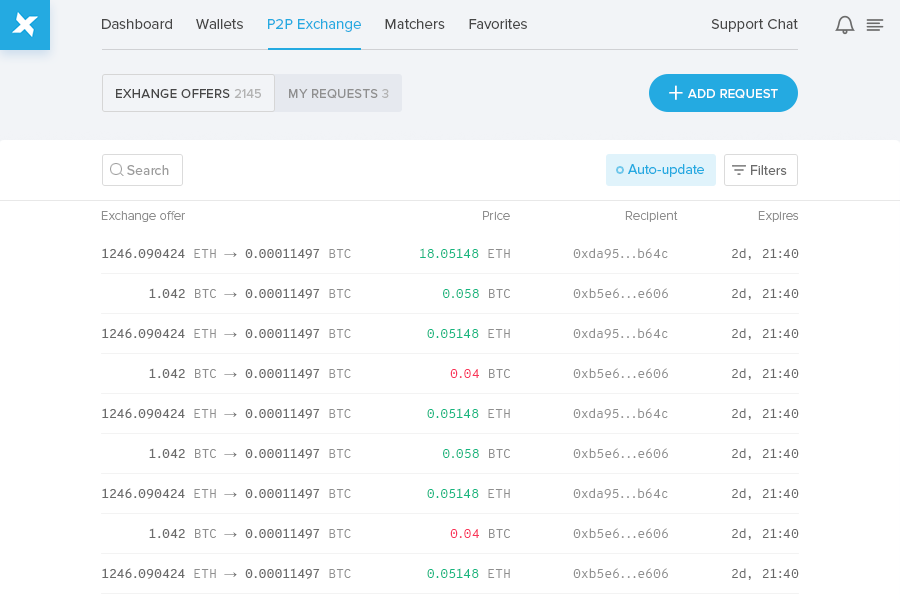 Dashboard Wallets P2P Exchange Matchers Favorites Support Chat
EXHANGE OFFERS 2145 MY REQUESTS 3 + ADD REQUEST
Search Auto-update Filters
Exchange offer Price Recipient Expires
1246.090424 ETH → 0.00011497 BTC 18.05148 ETH 0xda95...b64c 2d, 21:40
1.042 BTC → 0.00011497 BTC 0.058 BTC 0xb5e6...e606 2d, 21:40
1246.090424 ETH → 0.00011497 BTC 0.05148 ETH 0xda95...b64c 2d, 21:40
1.042 BTC → 0.00011497 BTC 0.04 BTC 0xb5e6...e606 2d, 21:40
1246.090424 ETH → 0.00011497 BTC 0.05148 ETH 0xda95...b64c 2d, 21:40
1.042 BTC → 0.00011497 BTC 0.058 BTC 0xb5e6...e606 2d, 21:40
1246.090424 ETH → 0.00011497 BTC 0.05148 ETH 0xda95...b64c 2d, 21:40
1.042 BTC → 0.00011497 BTC 0.04 BTC 0xb5e6...e606 2d, 21:40
1246.090424 ETH → 0.00011497 BTC 0.05148 ETH 0xb5e6...e606 2d, 21:40